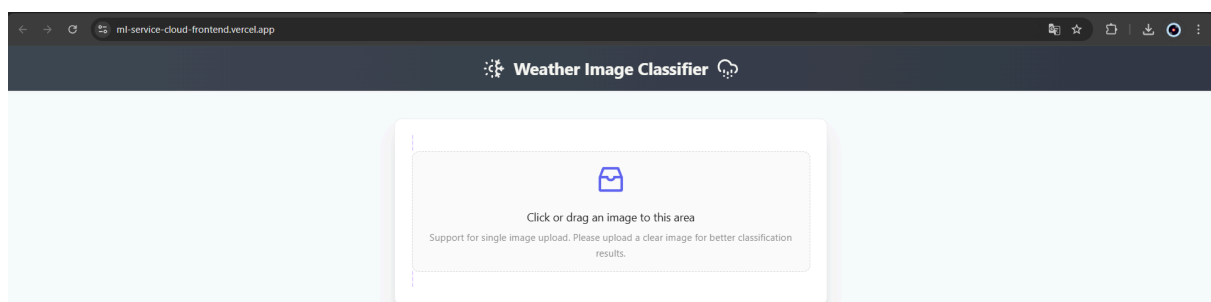 ml-service-cloud-frontend.vercel.app
Weather Image Classifier
Click or drag an image to this area
Support for single image upload. Please upload a clear image for better classification
results.